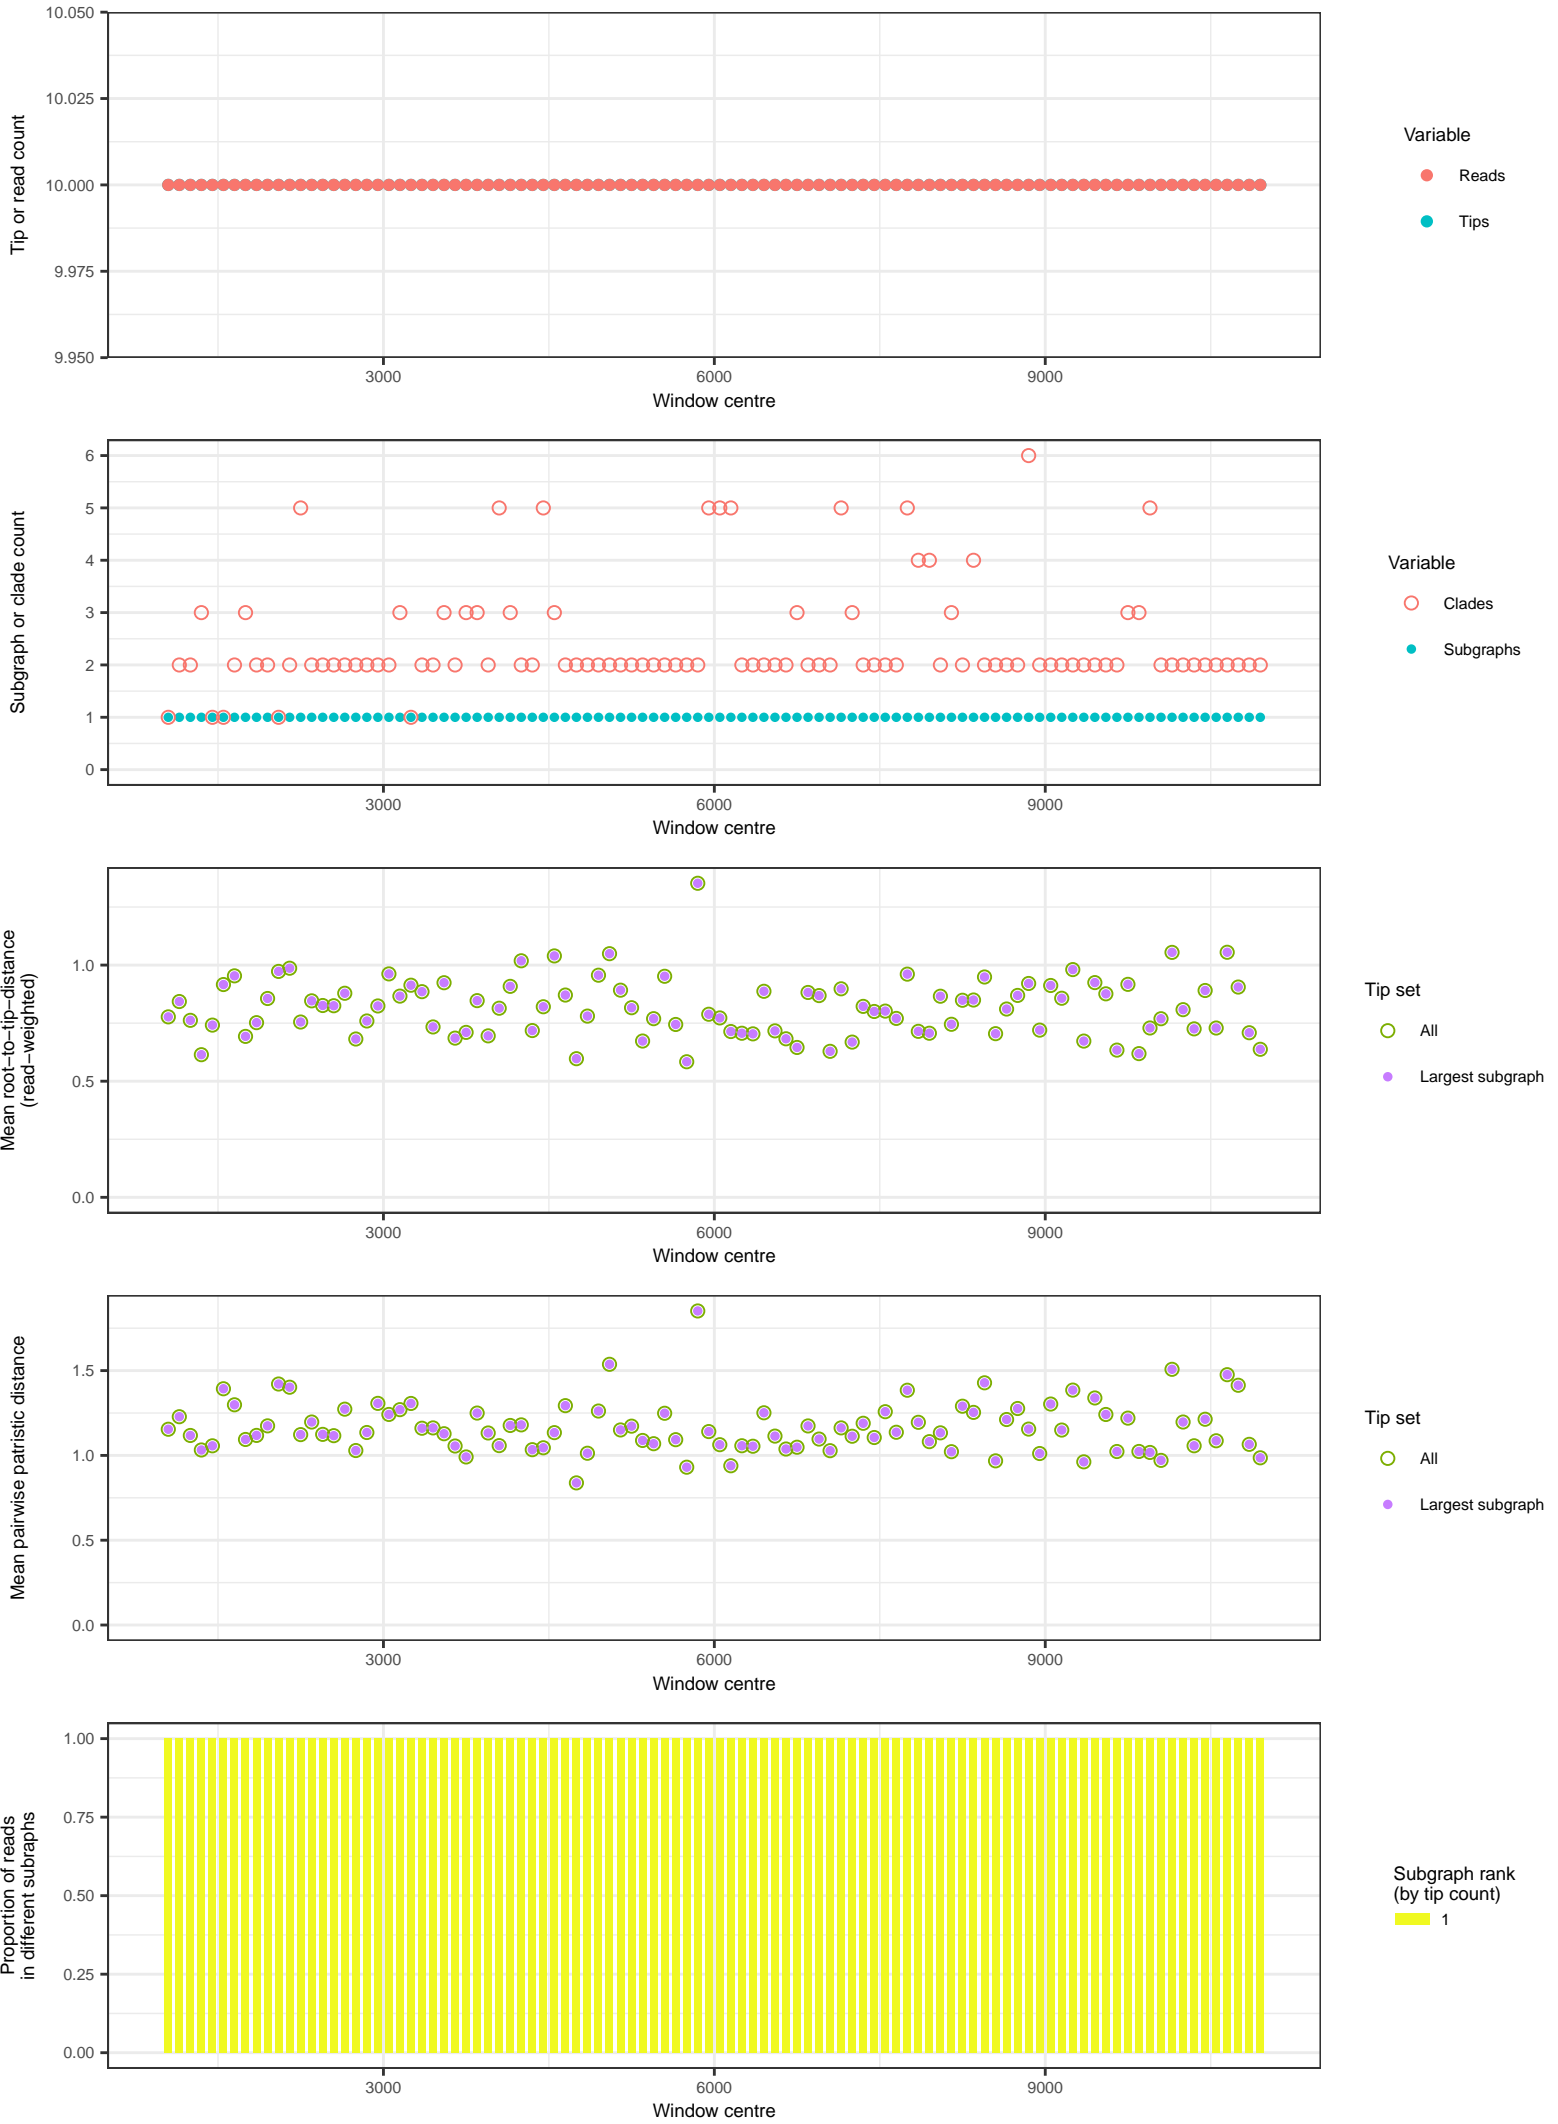 Tip or read count
10.050
10.025
10.000
9.975
9.950
3000
6000
9000
Window centre
Variable
Reads
Tips
Subgraph or clade count
6
5
4
3
2
1
0
3000
6000
9000
Window centre
Variable
Clades
Subgraphs
Mean root−to−tip−distance
(read−weighted)
1.0
0.5
0.0
3000
6000
9000
Window centre
Tip set
All
Largest subgraph
Mean pairwise patristic distance
1.5
1.0
0.5
0.0
3000
6000
9000
Window centre
Tip set
All
Largest subgraph
Proportion of reads
in different subraphs
1.00
0.75
0.50
0.25
0.00
3000
6000
9000
Window centre
Subgraph rank
(by tip count)
1